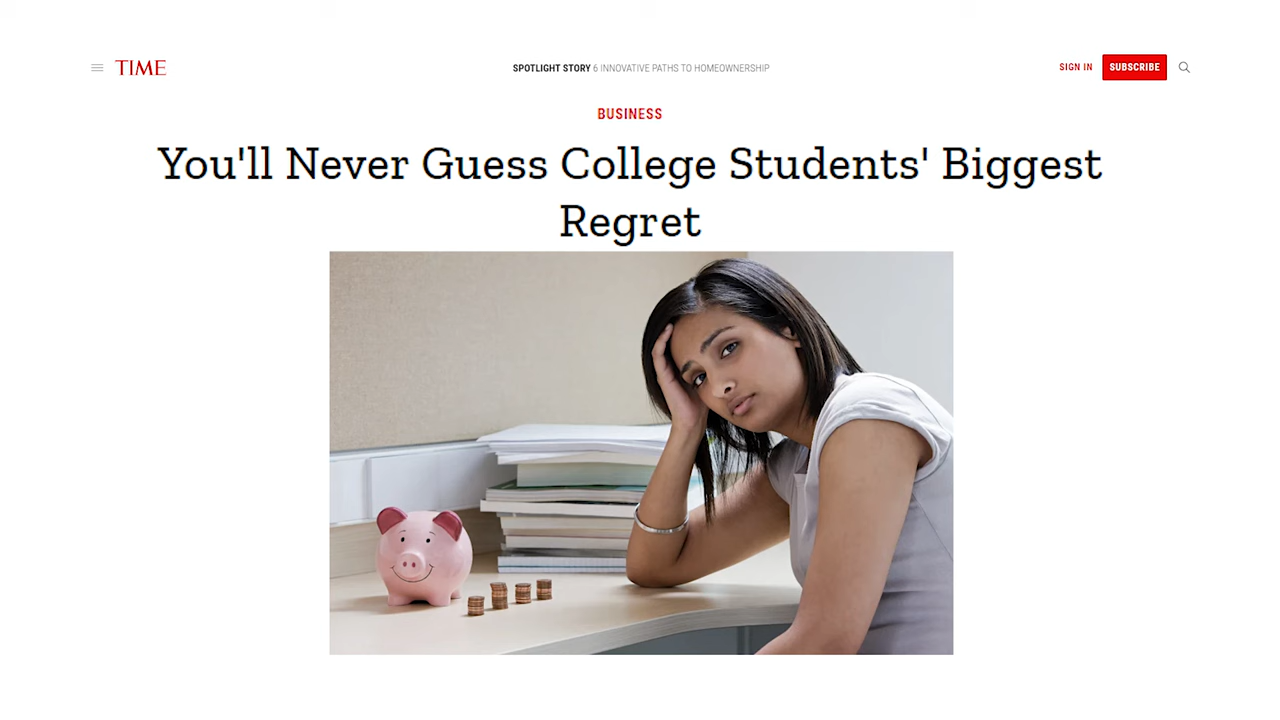 TIME
SPOTLIGHT STORY 6 INNOVATIVE PATHS TO HOMEOWNERSHIP
SIGN IN
SUBSCRIBE
BUSINESS
You'll Never Guess College Students' Biggest
Regret